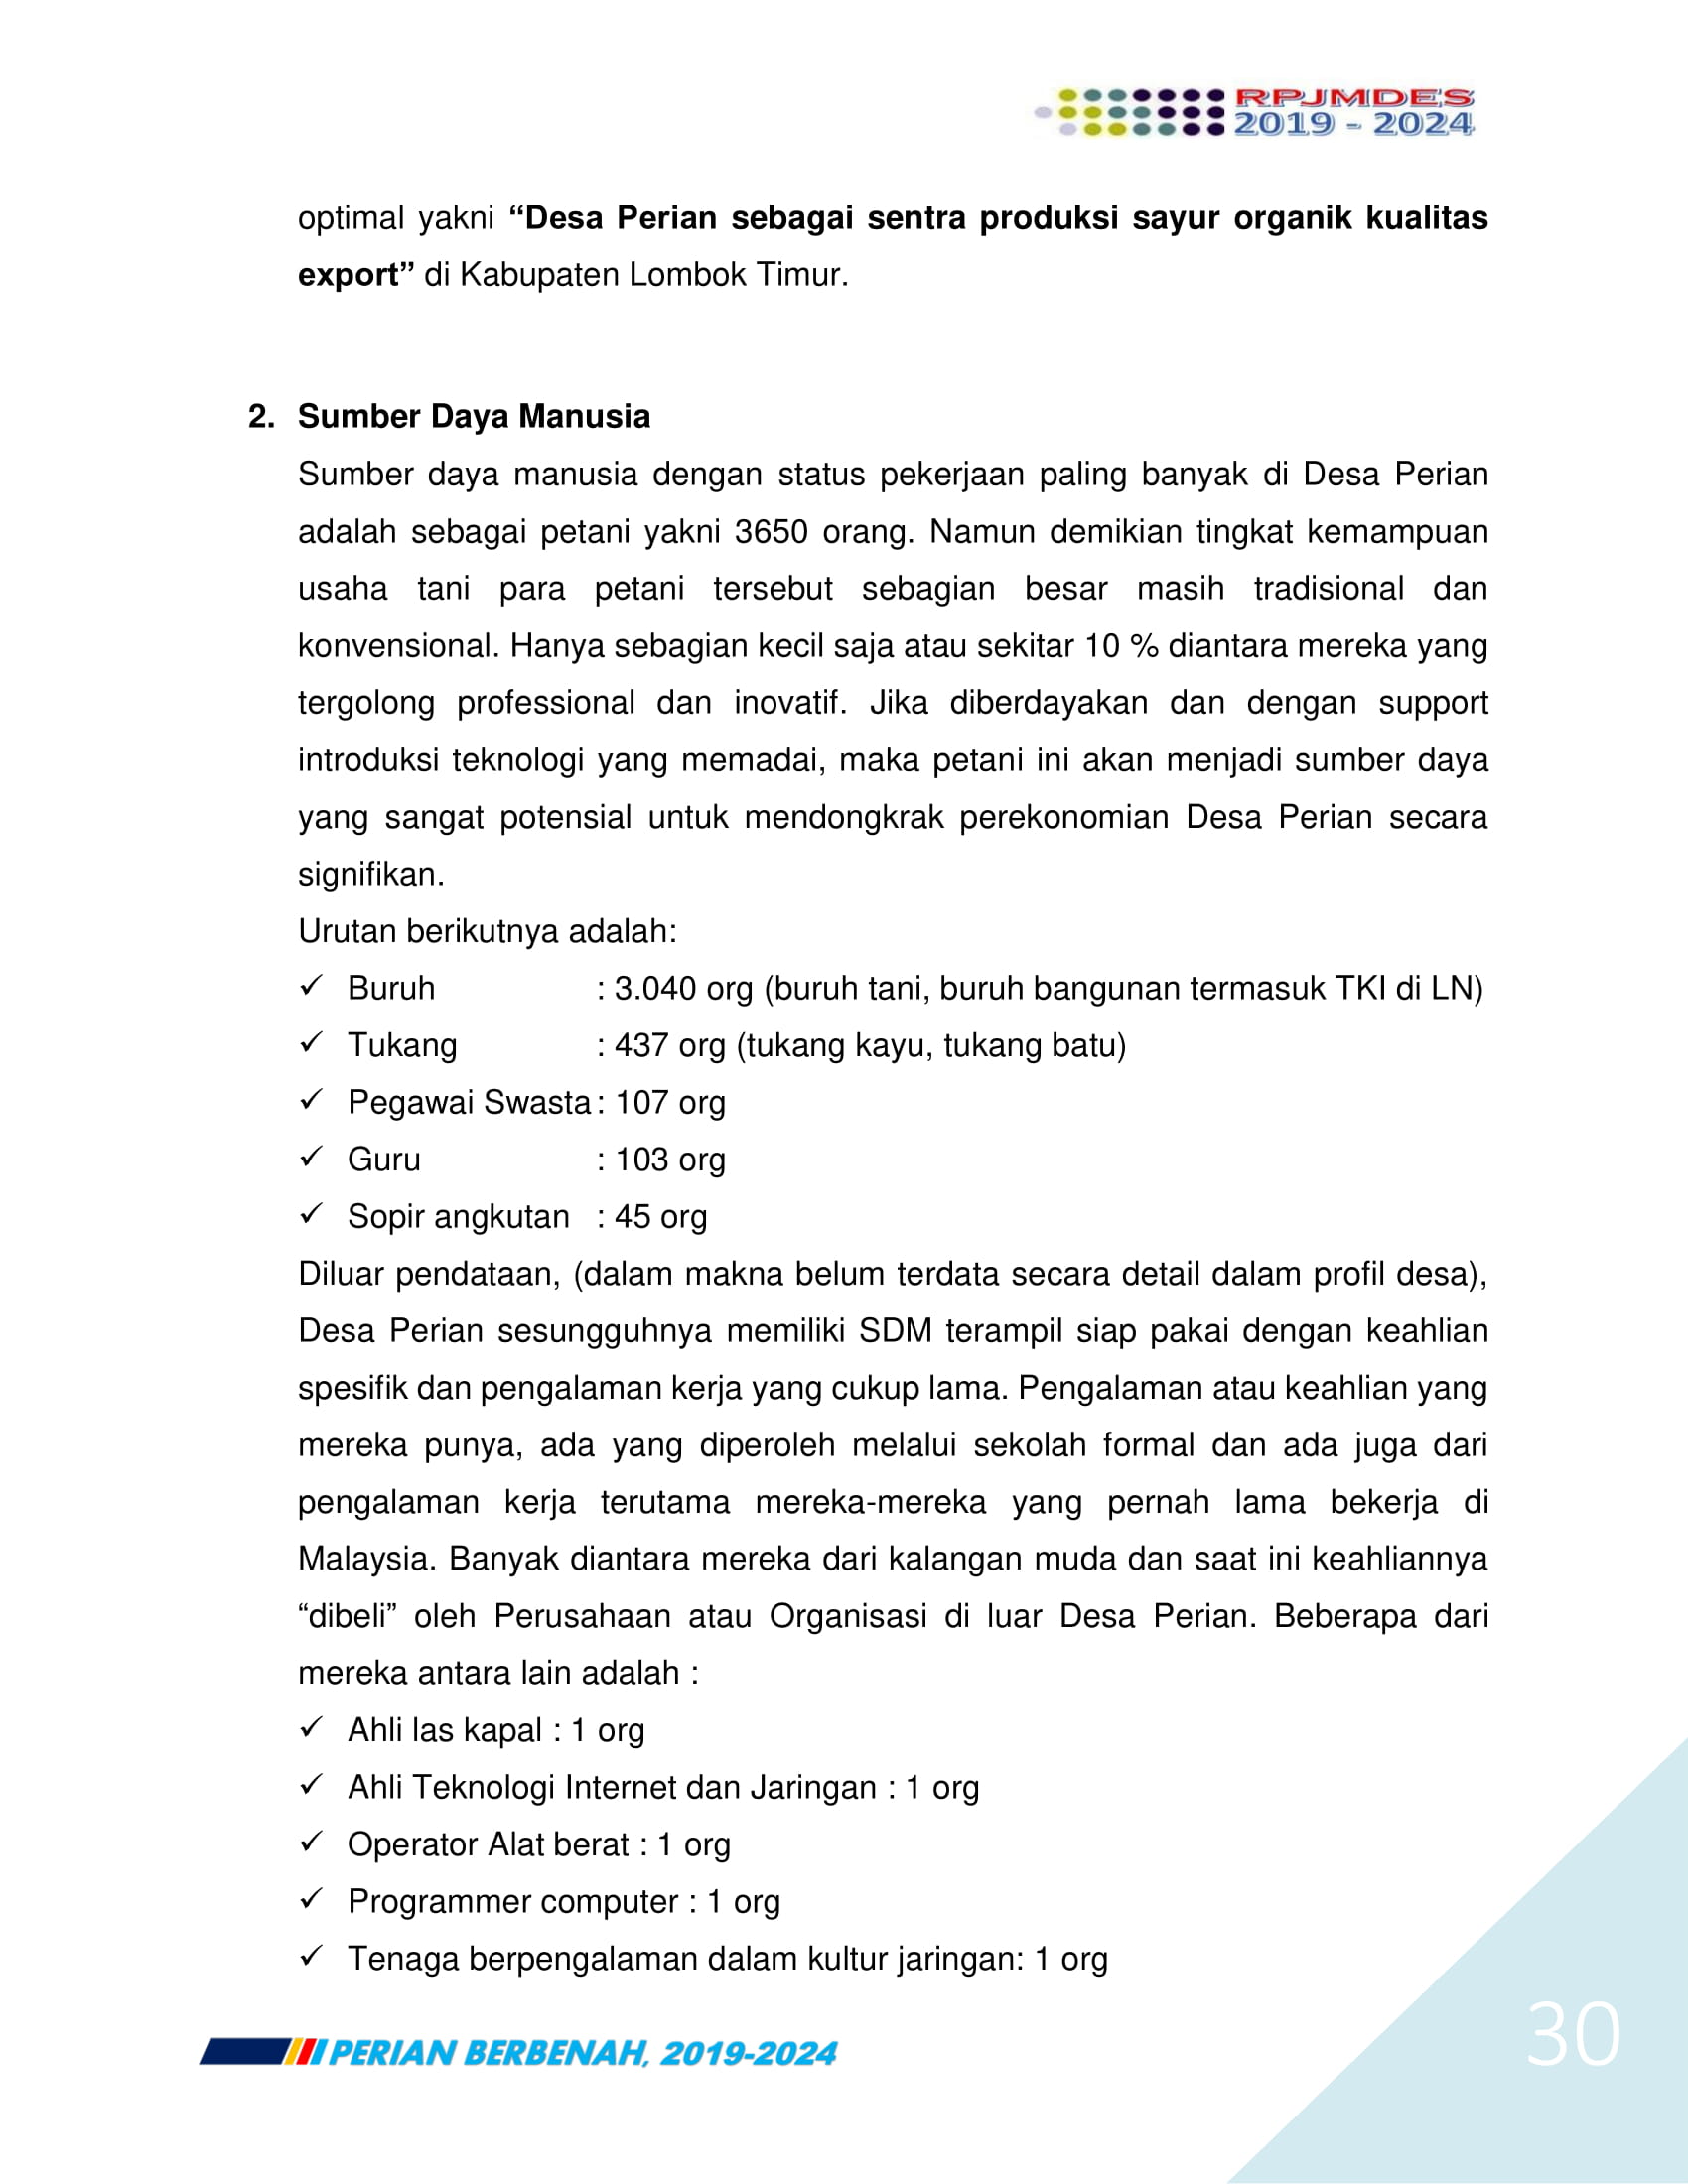 RPJMDES
2019 - 2024
optimal yakni “Desa Perian sebagai sentra produksi sayur organik kualitas
export” di Kabupaten Lombok Timur.
2. Sumber Daya Manusia
Sumber daya manusia dengan status pekerjaan paling banyak di Desa Perian
adalah sebagai petani yakni 3650 orang. Namun demikian tingkat kemampuan
usaha tani para petani tersebut sebagian besar masih tradisional dan
konvensional. Hanya sebagian kecil saja atau sekitar 10 % diantara mereka yang
tergolong professional dan inovatif. Jika diberdayakan dan dengan support
introduksi teknologi yang memadai, maka petani ini akan menjadi sumber daya
yang sangat potensial untuk mendongkrak perekonomian Desa Perian secara
signifikan.
Urutan berikutnya adalah:
✓ Buruh : 3.040 org (buruh tani, buruh bangunan termasuk TKI di LN)
✓ Tukang : 437 org (tukang kayu, tukang batu)
✓ Pegawai Swasta : 107 org
✓ Guru : 103 org
✓ Sopir angkutan : 45 org
Diluar pendataan, (dalam makna belum terdata secara detail dalam profil desa),
Desa Perian sesungguhnya memiliki SDM terampil siap pakai dengan keahlian
spesifik dan pengalaman kerja yang cukup lama. Pengalaman atau keahlian yang
mereka punya, ada yang diperoleh melalui sekolah formal dan ada juga dari
pengalaman kerja terutama mereka-mereka yang pernah lama bekerja di
Malaysia. Banyak diantara mereka dari kalangan muda dan saat ini keahliannya
“dibeli” oleh Perusahaan atau Organisasi di luar Desa Perian. Beberapa dari
mereka antara lain adalah :
✓ Ahli las kapal : 1 org
✓ Ahli Teknologi Internet dan Jaringan : 1 org
✓ Operator Alat berat : 1 org
✓ Programmer computer : 1 org
✓ Tenaga berpengalaman dalam kultur jaringan: 1 org
PERIAN BERBENAH, 2019-2024
30